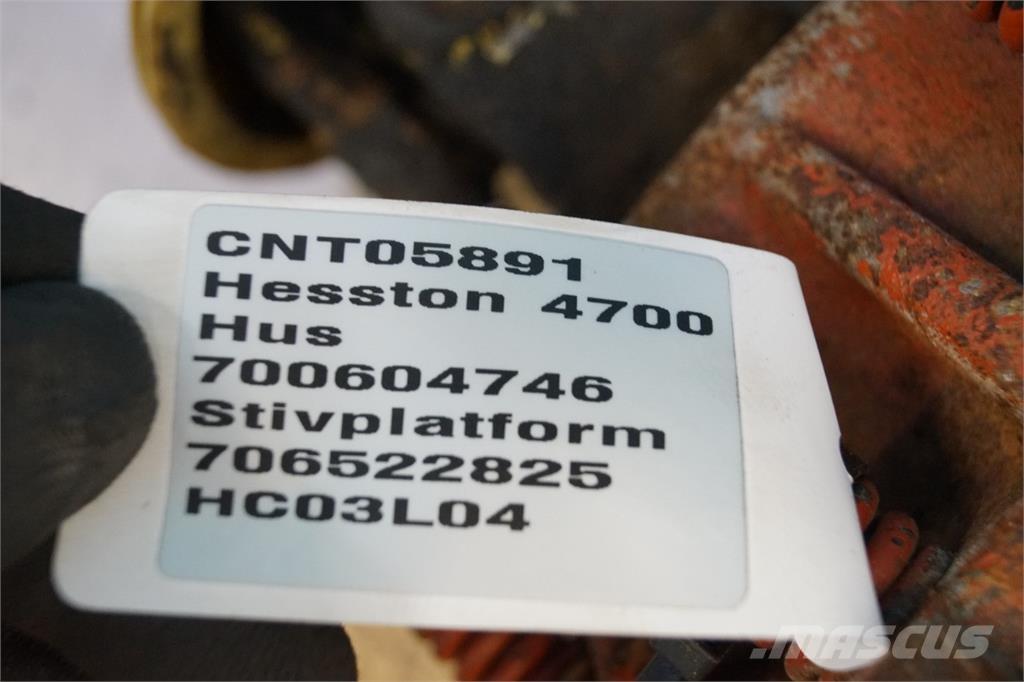 CNT05891
Hesston 4700
Hus
700604746
Stivplatform
706522825
HC03L04
MASCUS